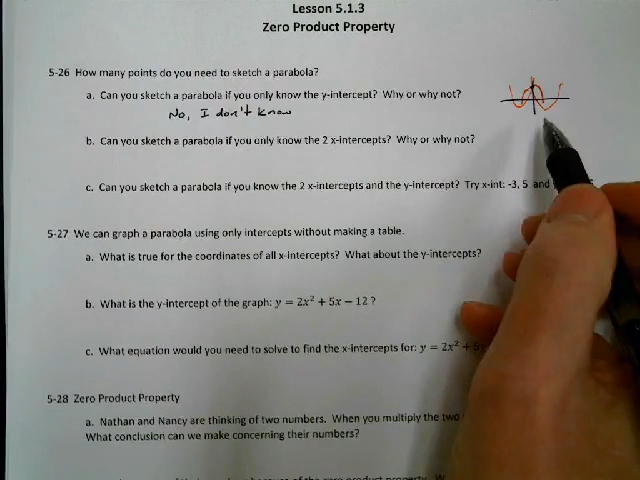 Lesson 5.1.3
Zero Product Property
5-26 How many points do you need to sketch a parabola?
a. Can you sketch a parabola if you only know the y-intercept? Why or why not?
No, I don't know
b. Can you sketch a parabola if you only know the 2 x-intercepts? Why or why not?
c. Can you sketch a parabola if you know the 2 x-intercepts and the y-intercept? Try x-int: -3, 5 and
5-27 We can graph a parabola using only intercepts without making a table.
a. What is true for the coordinates of all x-intercepts? What about the y-intercepts?
b. What is the y-intercept of the graph: y = 2x² + 5x − 12 ?
c. What equation would you need to solve to find the x-intercepts for: y = 2x² + 5
5-28 Zero Product Property
a. Nathan and Nancy are thinking of two numbers. When you multiply the two
What conclusion can we make concerning their numbers?